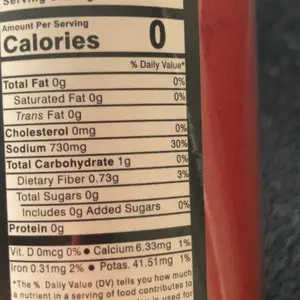 Amount Per Serving
Calories 0
% Daily Value*
Total Fat 0g 0%
Saturated Fat 0g 0%
Trans Fat 0g
Cholesterol 0mg 0%
Sodium 730mg 30%
Total Carbohydrate 1g 0%
Dietary Fiber 0.73g 3%
Total Sugars 0g
Includes 0g Added Sugars 0%
Protein 0g
Vit. D 0mcg 0% ● Calcium 6.33mg 1%
Iron 0.31mg 2% ● Potas. 41.51mg 1%
*The % Daily Value (DV) tells you how much
a nutrient in a serving of food contributes to
is used for